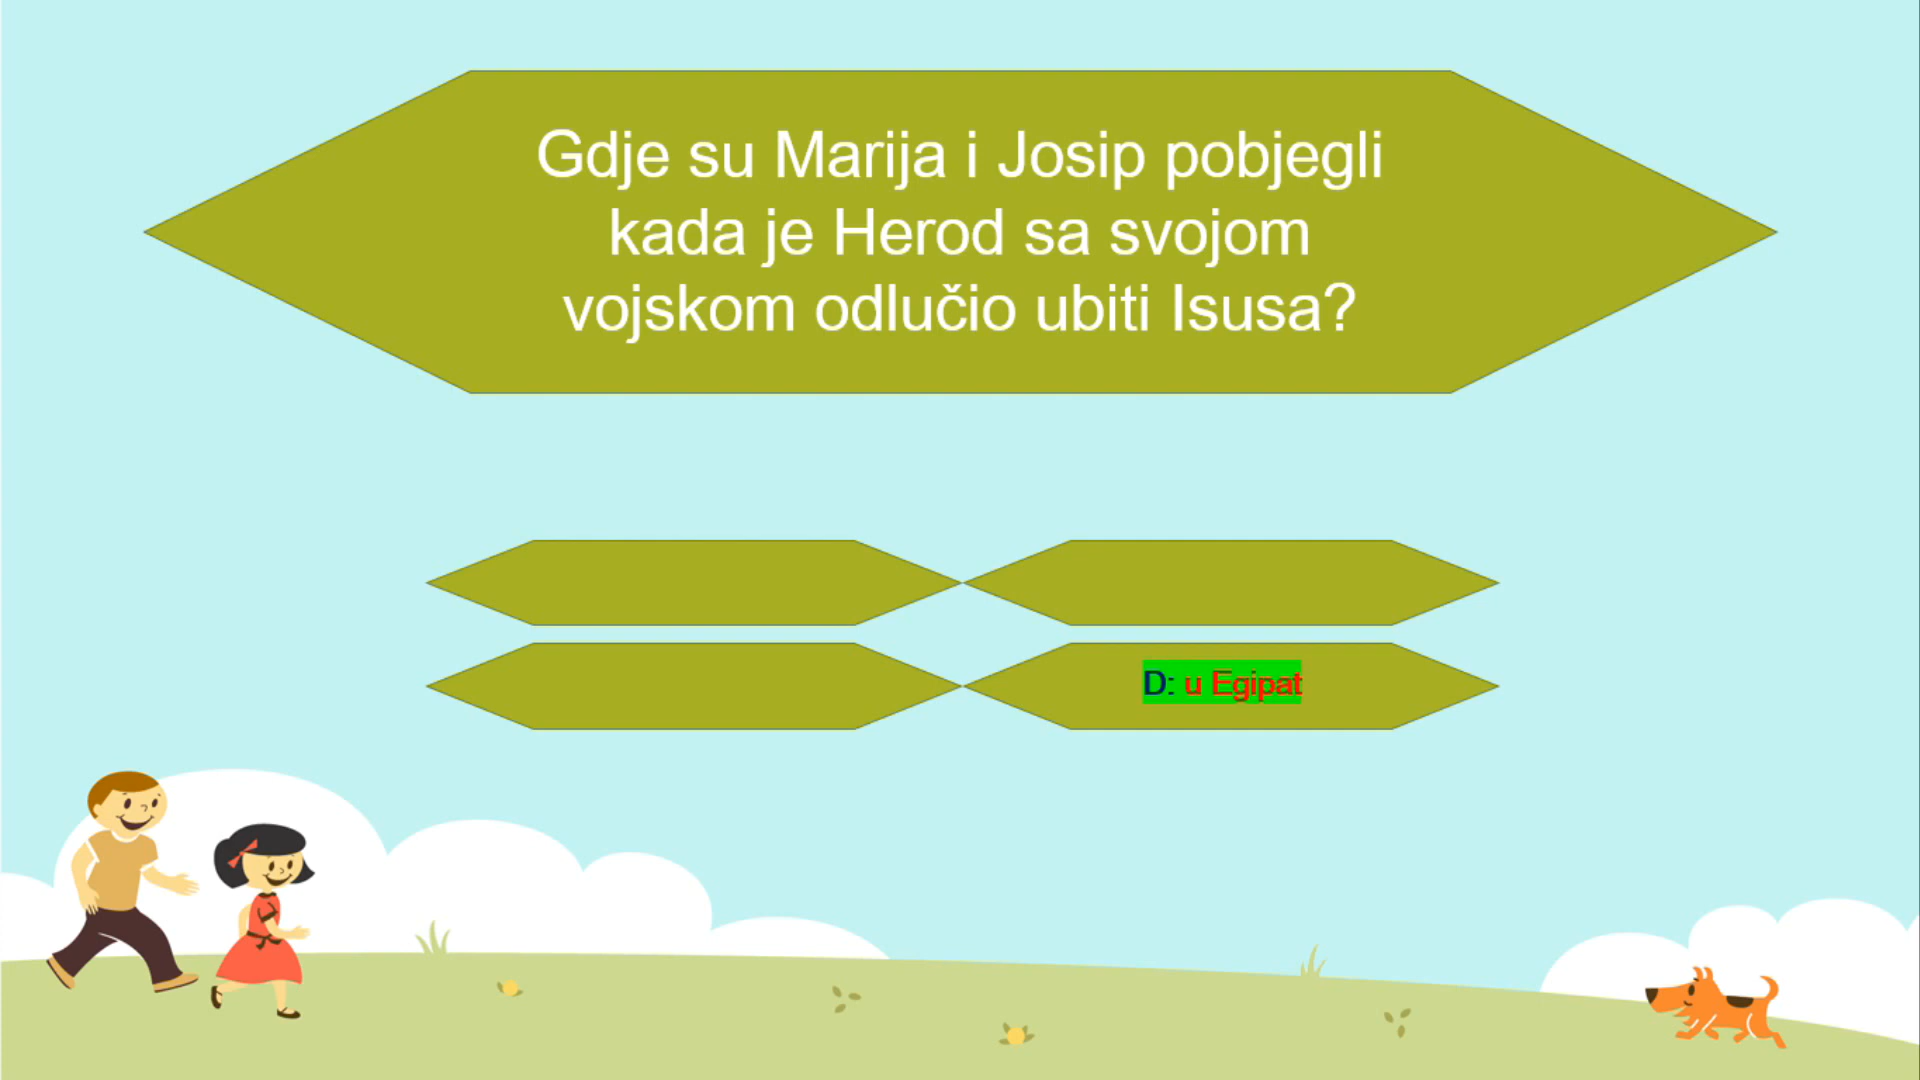 Gdje su Marija i Josip pobjegli
kada je Herod sa svojom
vojskom odlučio ubiti Isusa?
D: u Egipat